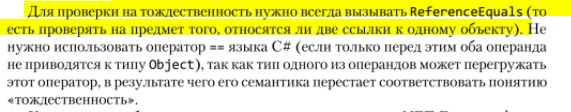 Для проверки на тождественность нужно всегда вызывать ReferenceEquals (то
есть проверять на предмет того, относятся ли две ссылки к одному объекту). Не
нужно использовать оператор == языка C# (если только перед этим оба операнда
не приводятся к типу Object), так как тип одного из операндов может перегружать
этот оператор, в результате чего его семантика перестает соответствовать понятию
«тождественность».